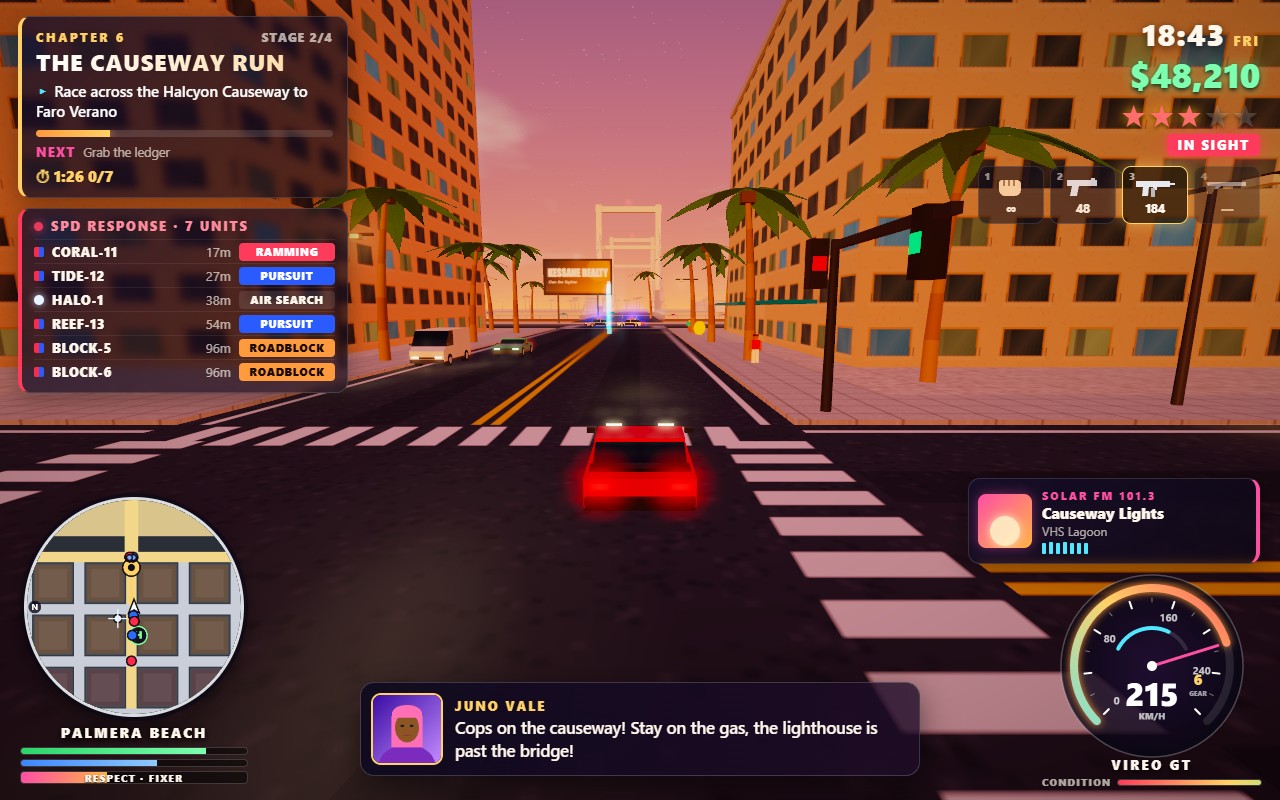 CHAPTER 6
STAGE 2/4
THE CAUSEWAY RUN
► Race across the Halcyon Causeway to
Faro Verano
NEXT Grab the ledger
⏱ 1:26 0/7
SPD RESPONSE · 7 UNITS
CORAL-11 17m RAMMING
TIDE-12 27m PURSUIT
HALO-1 38m AIR SEARCH
REEF-13 54m PURSUIT
BLOCK-5 96m ROADBLOCK
BLOCK-6 96m ROADBLOCK
18:43 FRI
$48,210
★★★★★
IN SIGHT
1 2 3 4
∞ 48 184 —
KESSANE REALTY
SOLAR FM 101.3
Causeway Lights
VHS Lagoon
N
PALMERA BEACH
RESPECT · FIXER
JUNO VALE
Cops on the causeway! Stay on the gas, the lighthouse is
past the bridge!
0 80 160 240
6
GEAR
215
KM/H
VIREO GT
CONDITION